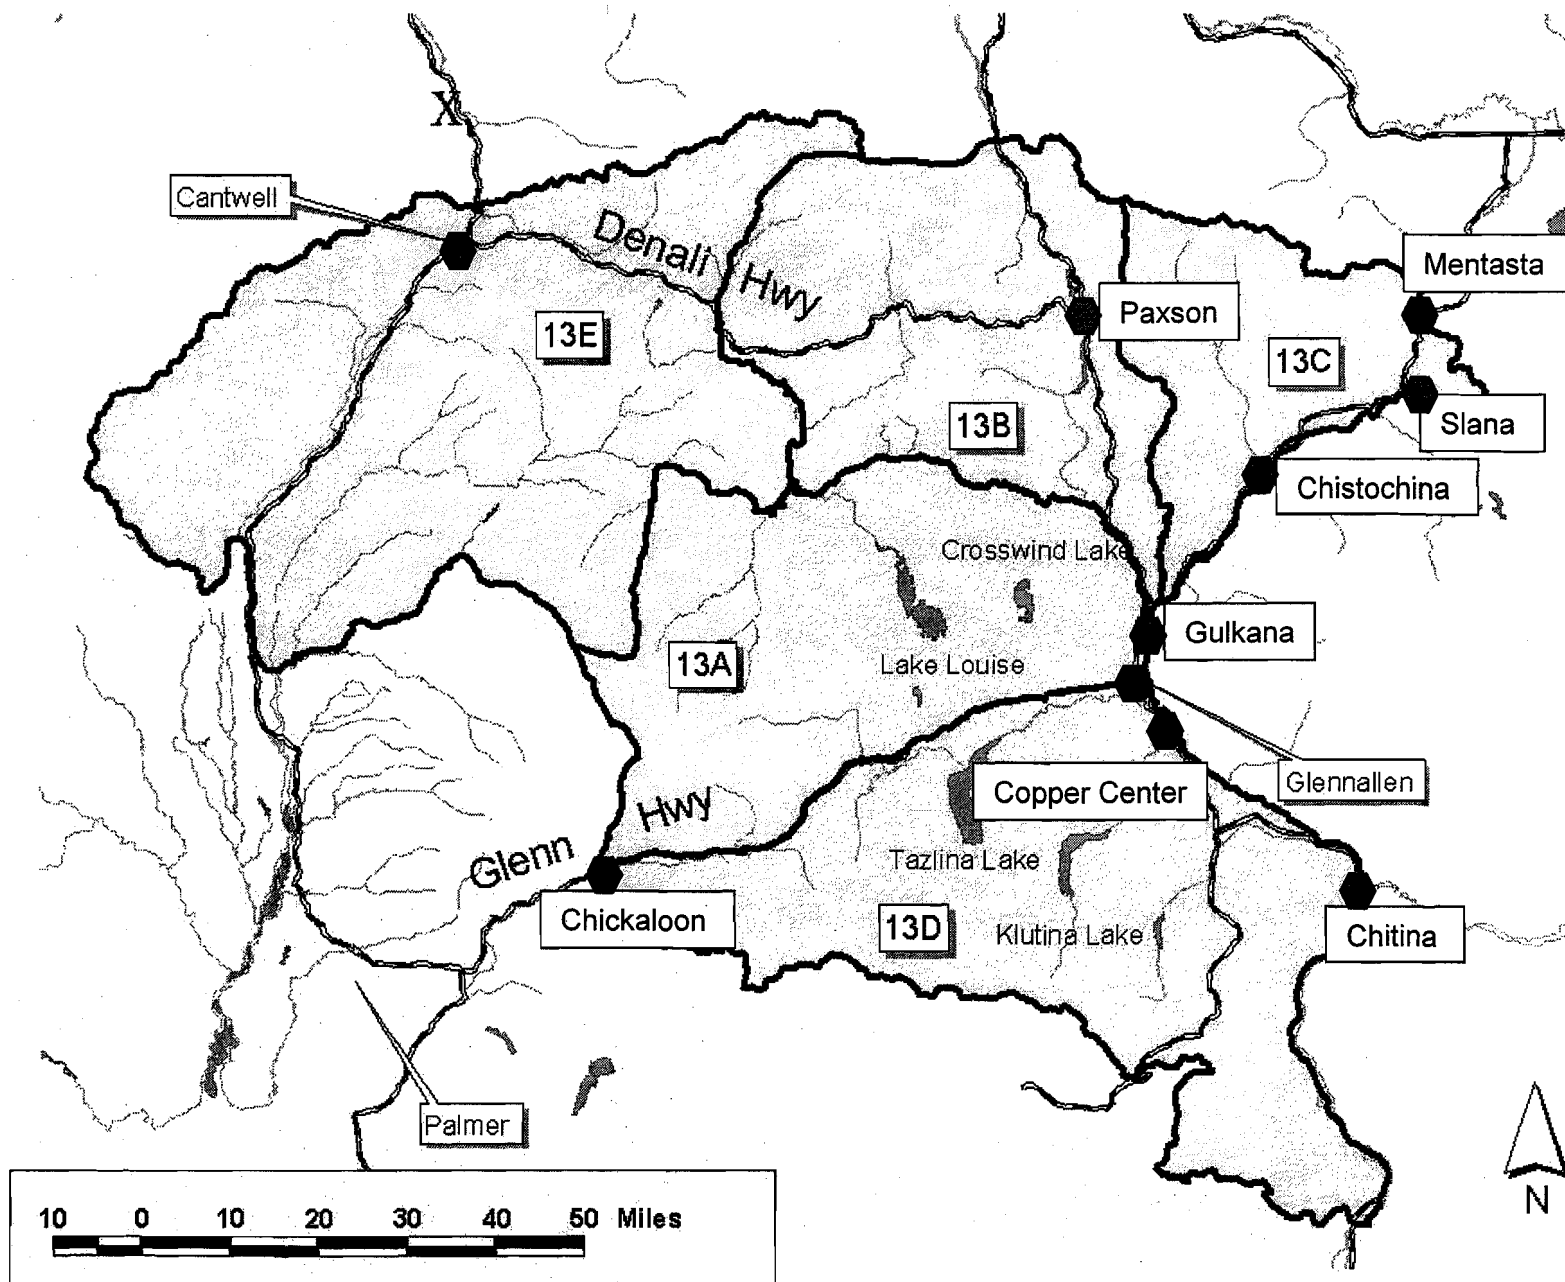 X
Cantwell
Denali
Hwy
Mentasta
Paxson
13E
13C
Slana
13B
Chistochina
Crosswind Lake
Gulkana
13A
Lake Louise
Glennallen
Copper Center
Hwy
Glenn
Tazlina Lake
Chickaloon
13D
Klutina Lake
Chitina
Palmer
N
10 0 10 20 30 40 50 Miles